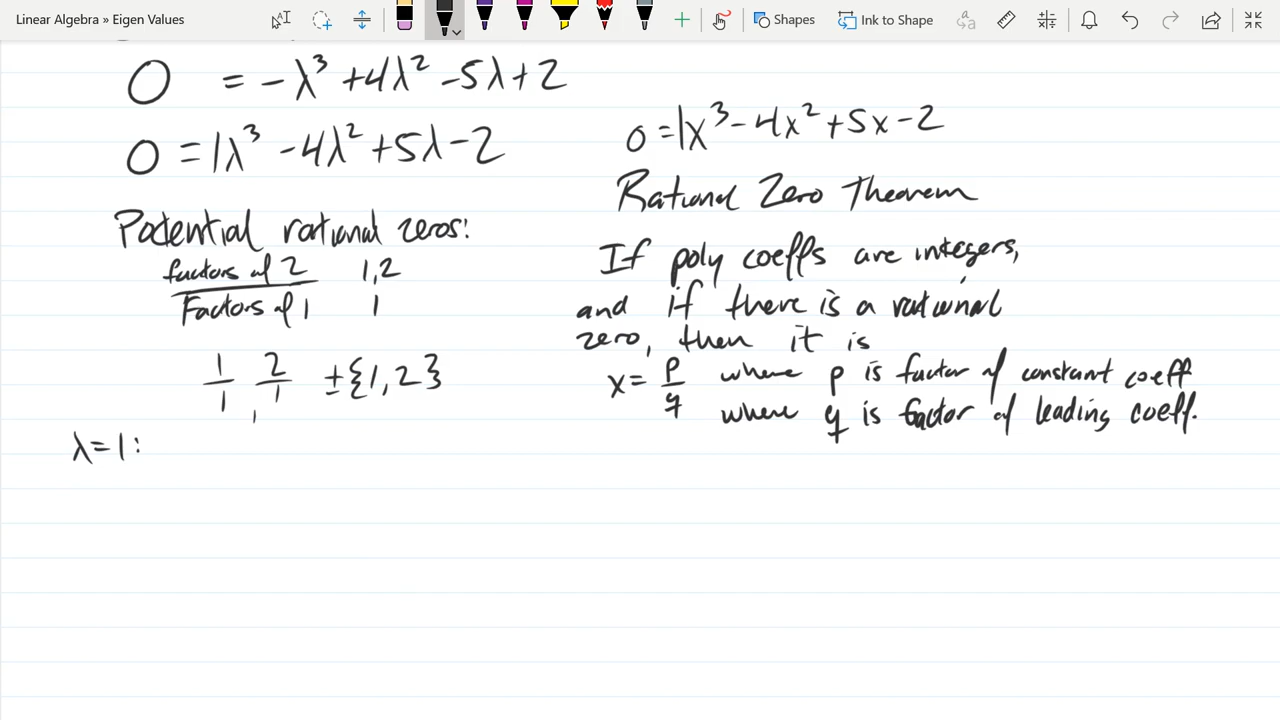 Linear Algebra » Eigen Values
Shapes
Ink to Shape
0 = -λ³ +4λ² -5λ+2
0 = 1λ³ -4λ² +5λ-2
0 = 1x³ - 4x² +5x-2
Rational Zero Theorem
Potential rational zeros:
factors of 2 1,2
Factors of 1 1
1/1, 2/1 ±{1,2}
If poly coeffs are integers,
and if there is a rational
zero, then it is
x = p/q where p is factor of constant coeff
where q is factor of leading coeff.
λ=1: